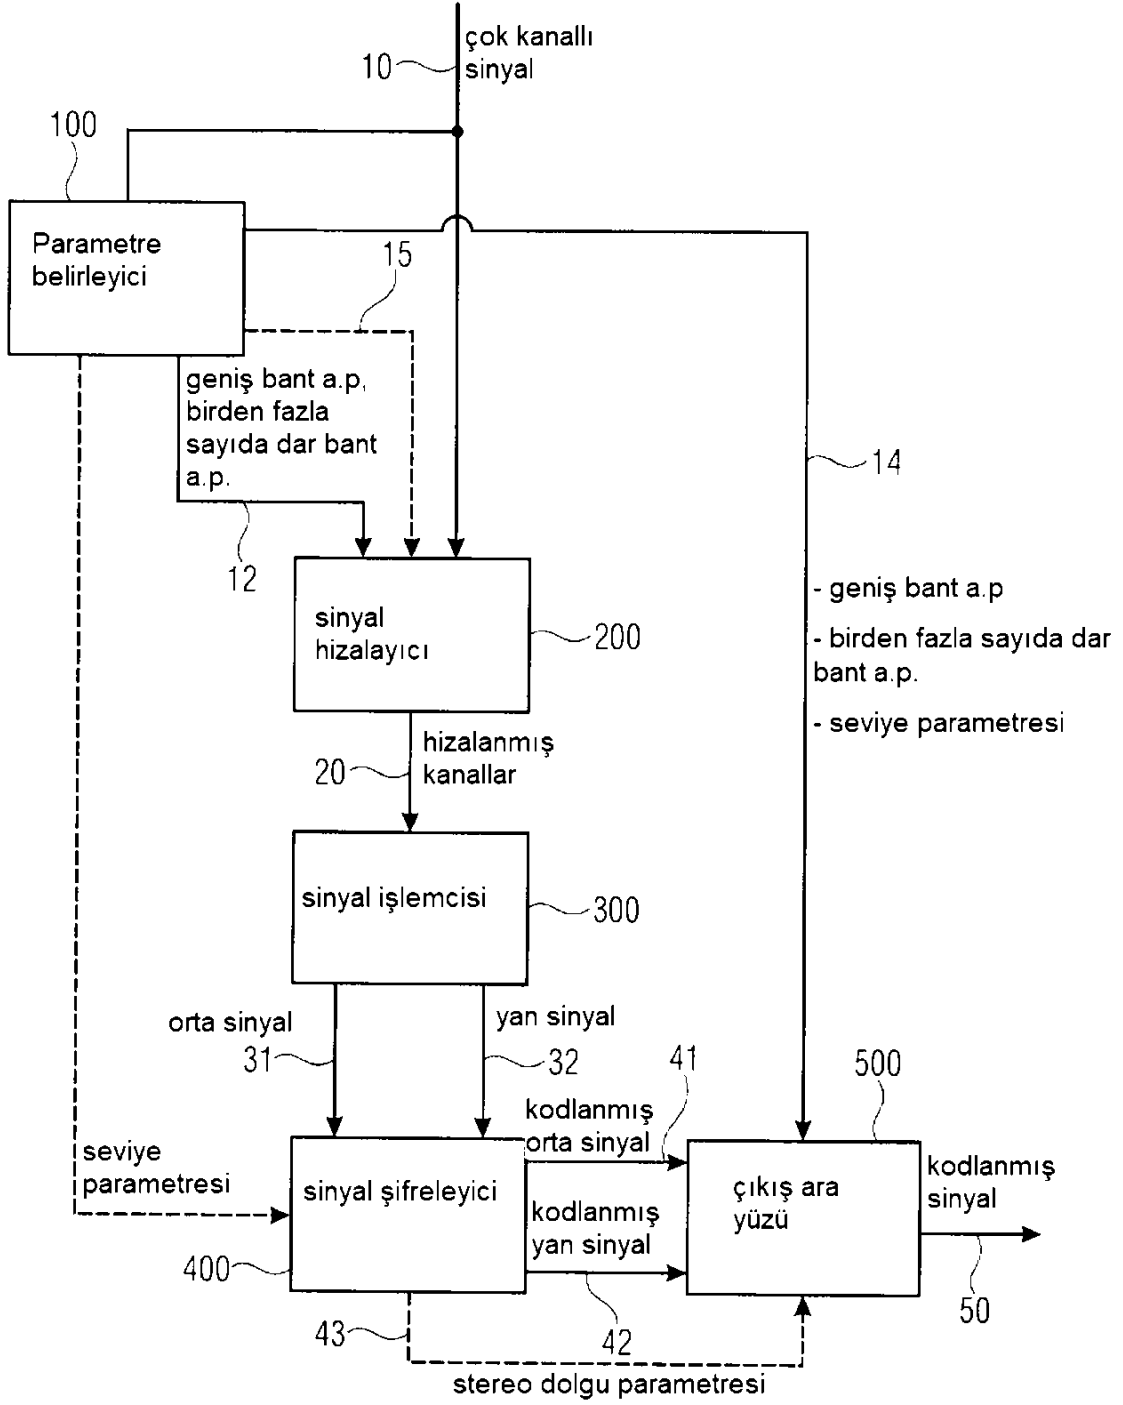 çok kanallı
sinyal
10
100
Parametre
belirleyici
15
geniş bant a.p,
birden fazla
sayıda dar bant
a.p.
14
12
- geniş bant a.p
- birden fazla sayıda dar
bant a.p.
- seviye parametresi
sinyal
hizalayıcı
200
hizalanmış
kanallar
20
sinyal işlemcisi
300
orta sinyal
31
yan sinyal
32
41
500
kodlanmış
orta sinyal
seviye
parametresi
sinyal şifreleyici
400
kodlanmış
yan sinyal
çıkış ara
yüzü
kodlanmış
sinyal
50
43
42
stereo dolgu parametresi